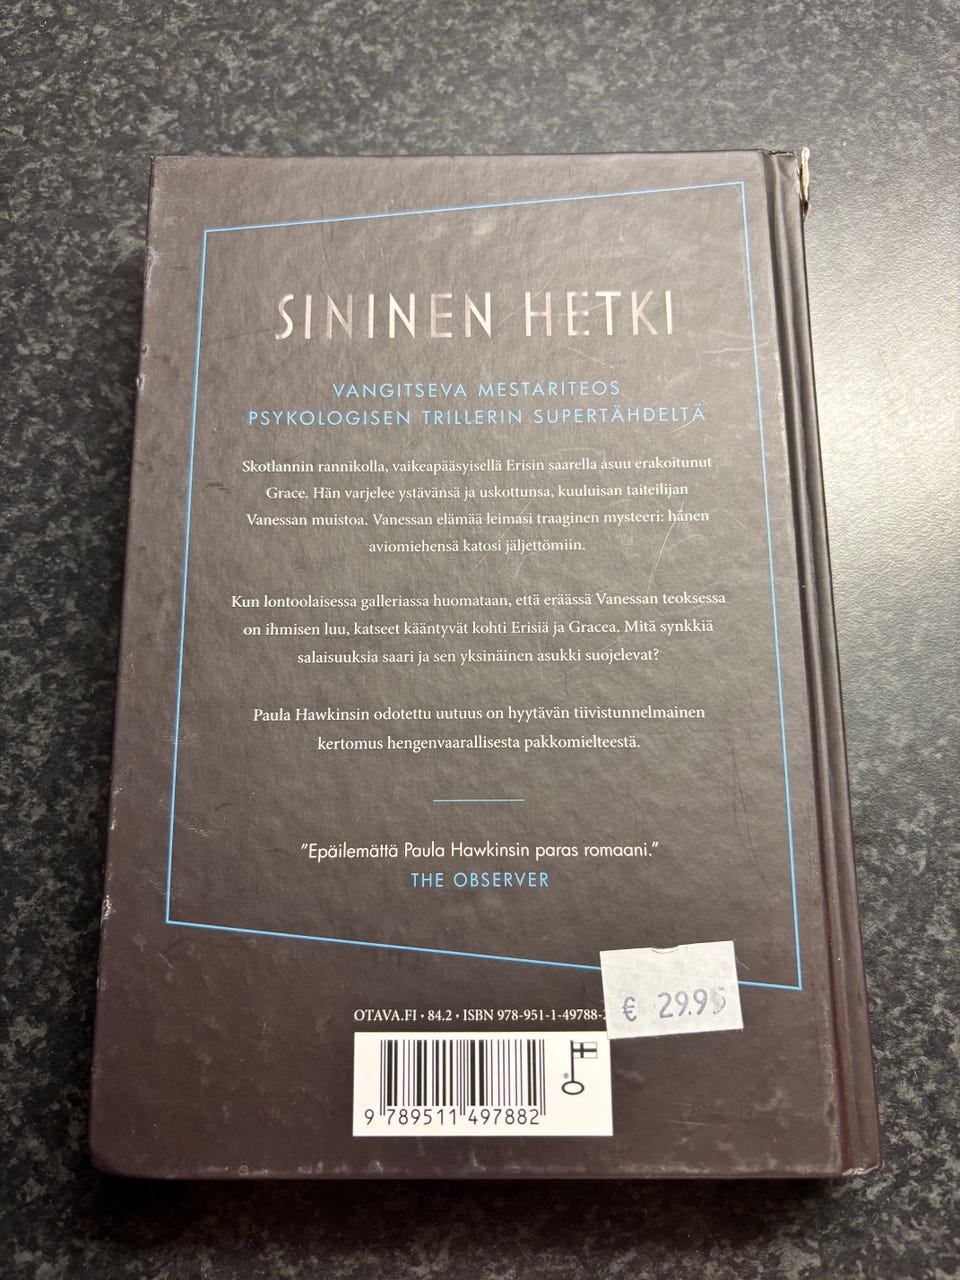 SININEN HETKI
VANGITSEVA MESTARITEOS
PSYKOLOGISEN TRILLERIN SUPERTÄHDELTÄ
Skotlannin rannikolla, vaikeapääsyisellä Erisin saarella asuu erakoitunut
Grace. Hän varjelee ystävänsä ja uskottunsa, kuuluisan taiteilijan
Vanessan muistoa. Vanessan elämää leimasi traaginen mysteeri: hänen
aviomiehensä katosi jäljettömiin.
Kun lontoolaisessa galleriassa huomataan, että eräässä Vanessan teoksessa
on ihmisen luu, katseet kääntyvät kohti Erisiä ja Gracea. Mitä synkkiä
salaisuuksia saari ja sen yksinäinen asukki suojelevat?
Paula Hawkinsin odotettu uutuus on hyytävän tiivistunnelmainen
kertomus hengenvaarallisesta pakkomielteestä.
”Epäilemättä Paula Hawkinsin paras romaani.”
THE OBSERVER
€ 29.95
OTAVA.FI • 84.2 • ISBN 978-951-1-49788-2
9 789511 497882